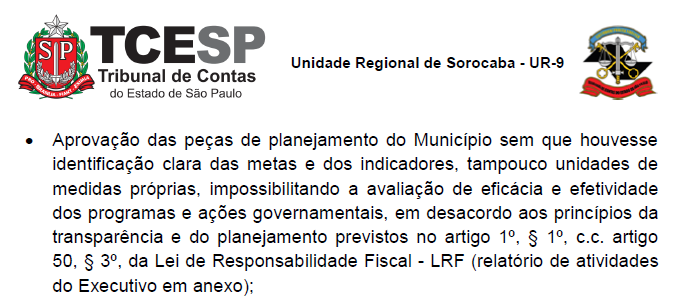 TCESP
Tribunal de Contas
do Estado de São Paulo
Unidade Regional de Sorocaba - UR-9
• Aprovação das peças de planejamento do Município sem que houvesse
identificação clara das metas e dos indicadores, tampouco unidades de
medidas próprias, impossibilitando a avaliação de eficácia e efetividade
dos programas e ações governamentais, em desacordo aos princípios da
transparência e do planejamento previstos no artigo 1º, § 1º, c.c. artigo
50, § 3º, da Lei de Responsabilidade Fiscal - LRF (relatório de atividades
do Executivo em anexo);